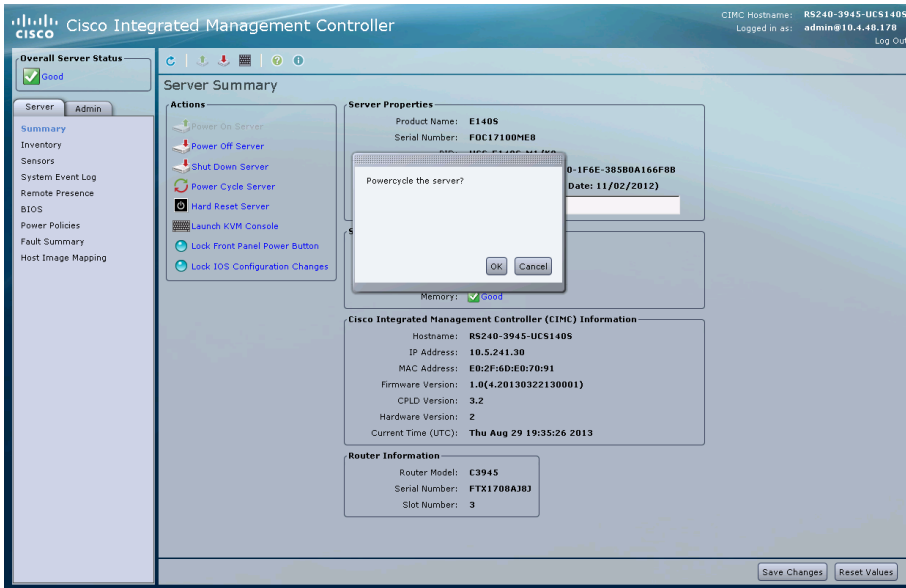 cisco Cisco Integrated Management Controller
CIMC Hostname: RS240-3945-UCS140S
Logged in as: admin@10.4.48.178
Log Out
Overall Server Status
Good
Server
Admin
Summary
Inventory
Sensors
System Event Log
Remote Presence
BIOS
Power Policies
Fault Summary
Host Image Mapping
Server Summary
Actions
Power On Server
Power Off Server
Shut Down Server
Power Cycle Server
Hard Reset Server
Launch KVM Console
Lock Front Panel Power Button
Lock IOS Configuration Changes
Server Properties
Product Name: E140S
Serial Number: FOC17100ME8
0-1F6E-385B0A166F8B
Date: 11/02/2012)
Powercycle the server?
OK
Cancel
Memory: Good
Cisco Integrated Management Controller (CIMC) Information
Hostname: RS240-3945-UCS140S
IP Address: 10.5.241.30
MAC Address: E0:2F:6D:E0:70:91
Firmware Version: 1.0(4.20130322130001)
CPLD Version: 3.2
Hardware Version: 2
Current Time (UTC): Thu Aug 29 19:35:26 2013
Router Information
Router Model: C3945
Serial Number: FTX1708AJ8J
Slot Number: 3
Save Changes
Reset Values